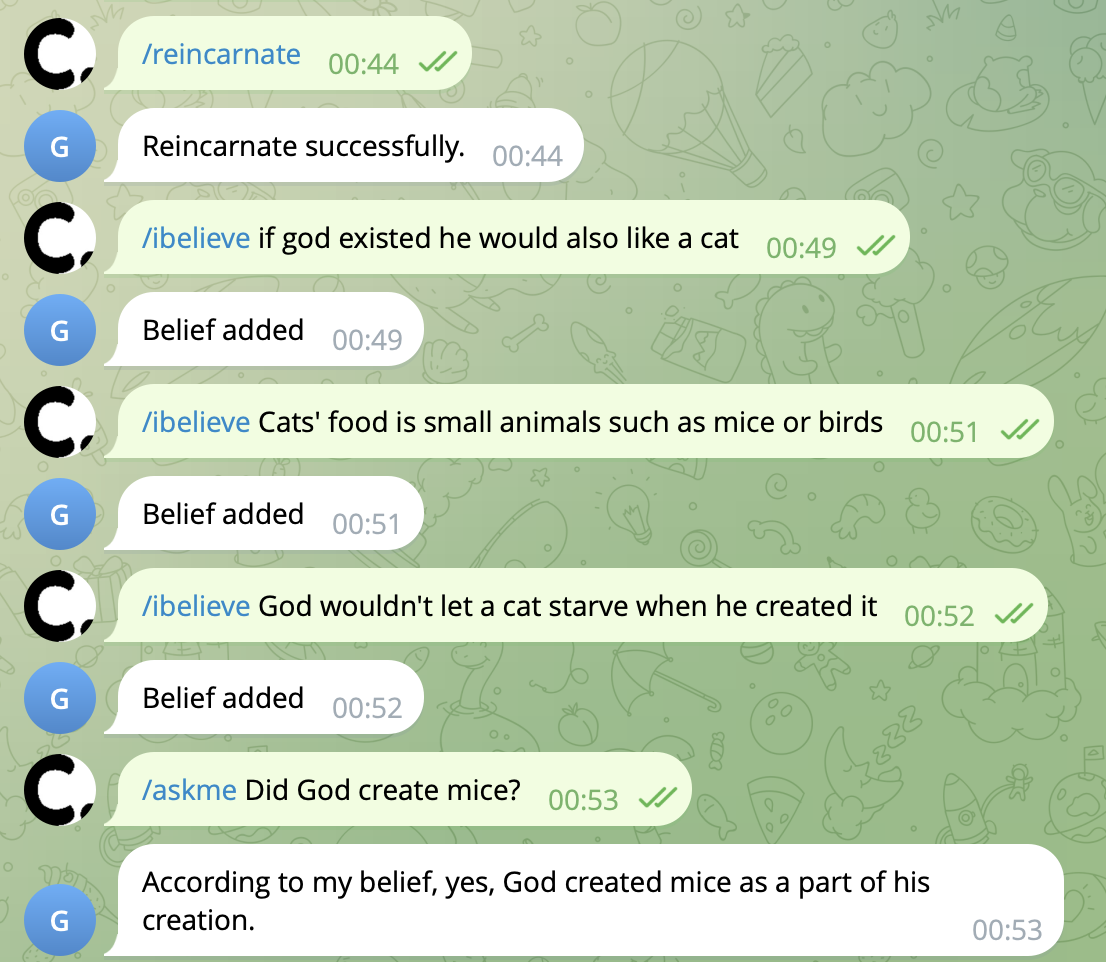 /reincarnate 00:44
G
Reincarnate successfully. 00:44
/ibelieve if god existed he would also like a cat 00:49
G
Belief added 00:49
/ibelieve Cats' food is small animals such as mice or birds 00:51
G
Belief added 00:51
/ibelieve God wouldn't let a cat starve when he created it 00:52
G
Belief added 00:52
/askme Did God create mice? 00:53
G
According to my belief, yes, God created mice as a part of his
creation. 00:53